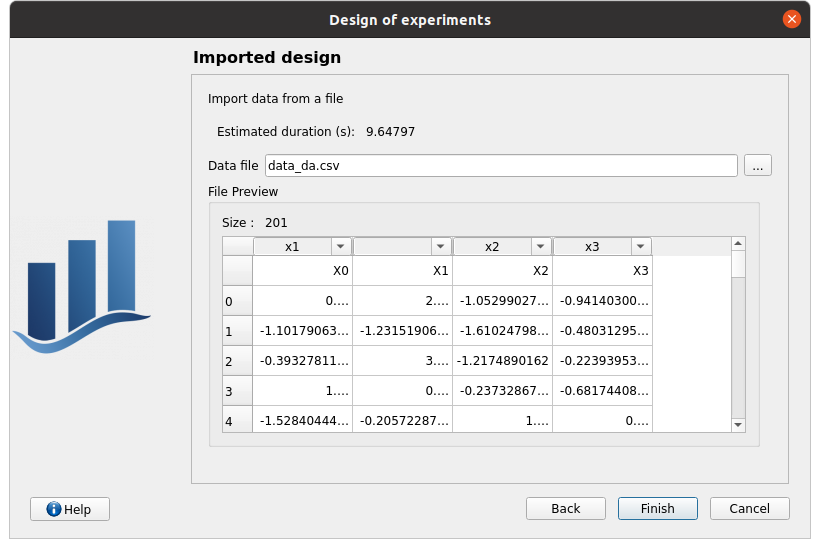 Design of experiments
Imported design
Import data from a file
Estimated duration (s): 9.64797
Data file data_da.csv ...
File Preview
Size : 201
x1 x2 x3
X0 X1 X2 X3
0 0.... 2.... -1.05299027... -0.94140300...
1 -1.10179063... -1.23151906... -1.61024798... -0.48031295...
2 -0.39327811... 3.... -1.2174890162 -0.22393953...
3 1.... 0.... -0.23732867... -0.68174408...
4 -1.52840444... -0.20572287... 1.... 0....
Help Back Finish Cancel